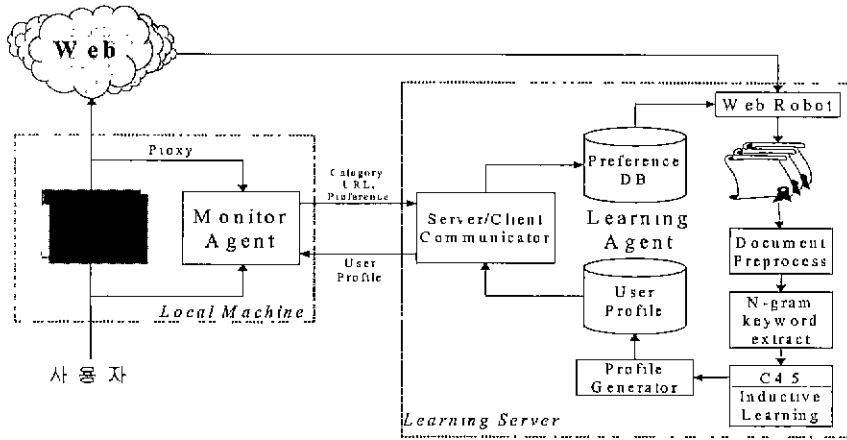 Web
Web Robot
Proxy
Category
URL,
Preference
Preference
DB
Monitor
Agent
Server/Client
Communicator
Learning
Agent
Document
Preprocess
User
Profile
User
Profile
Local Machine
N-gram
keyword
extract
사용자
Profile
Generator
C4.5
Inductive
Learning
Learning Server